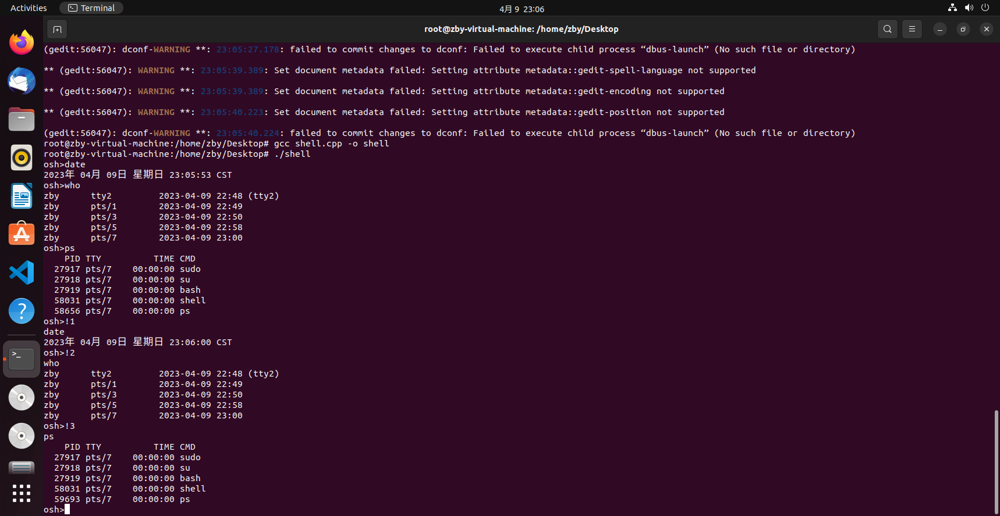 Activities
Terminal
4月 9 23:06
root@zby-virtual-machine: /home/zby/Desktop
(gedit:56047): dconf-WARNING **: 23:05:27.178: failed to commit changes to dconf: Failed to execute child process “dbus-launch” (No such file or directory)
** (gedit:56047): WARNING **: 23:05:39.389: Set document metadata failed: Setting attribute metadata::gedit-spell-language not supported
** (gedit:56047): WARNING **: 23:05:39.389: Set document metadata failed: Setting attribute metadata::gedit-encoding not supported
** (gedit:56047): WARNING **: 23:05:40.223: Set document metadata failed: Setting attribute metadata::gedit-position not supported
(gedit:56047): dconf-WARNING **: 23:05:40.224: failed to commit changes to dconf: Failed to execute child process “dbus-launch” (No such file or directory)
root@zby-virtual-machine:/home/zby/Desktop# gcc shell.cpp -o shell
root@zby-virtual-machine:/home/zby/Desktop# ./shell
osh>date
2023年 04月 09日 星期日 23:05:53 CST
osh>who
zby      tty2         2023-04-09 22:48 (tty2)
zby      pts/1        2023-04-09 22:49
zby      pts/3        2023-04-09 22:50
zby      pts/5        2023-04-09 22:58
zby      pts/7        2023-04-09 23:00
osh>ps
    PID TTY          TIME CMD
  27917 pts/7    00:00:00 sudo
  27918 pts/7    00:00:00 su
  27919 pts/7    00:00:00 bash
  58031 pts/7    00:00:00 shell
  58656 pts/7    00:00:00 ps
osh>!1
date
2023年 04月 09日 星期日 23:06:00 CST
osh>!2
who
zby      tty2         2023-04-09 22:48 (tty2)
zby      pts/1        2023-04-09 22:49
zby      pts/3        2023-04-09 22:50
zby      pts/5        2023-04-09 22:58
zby      pts/7        2023-04-09 23:00
osh>!3
ps
    PID TTY          TIME CMD
  27917 pts/7    00:00:00 sudo
  27918 pts/7    00:00:00 su
  27919 pts/7    00:00:00 bash
  58031 pts/7    00:00:00 shell
  59693 pts/7    00:00:00 ps
osh>